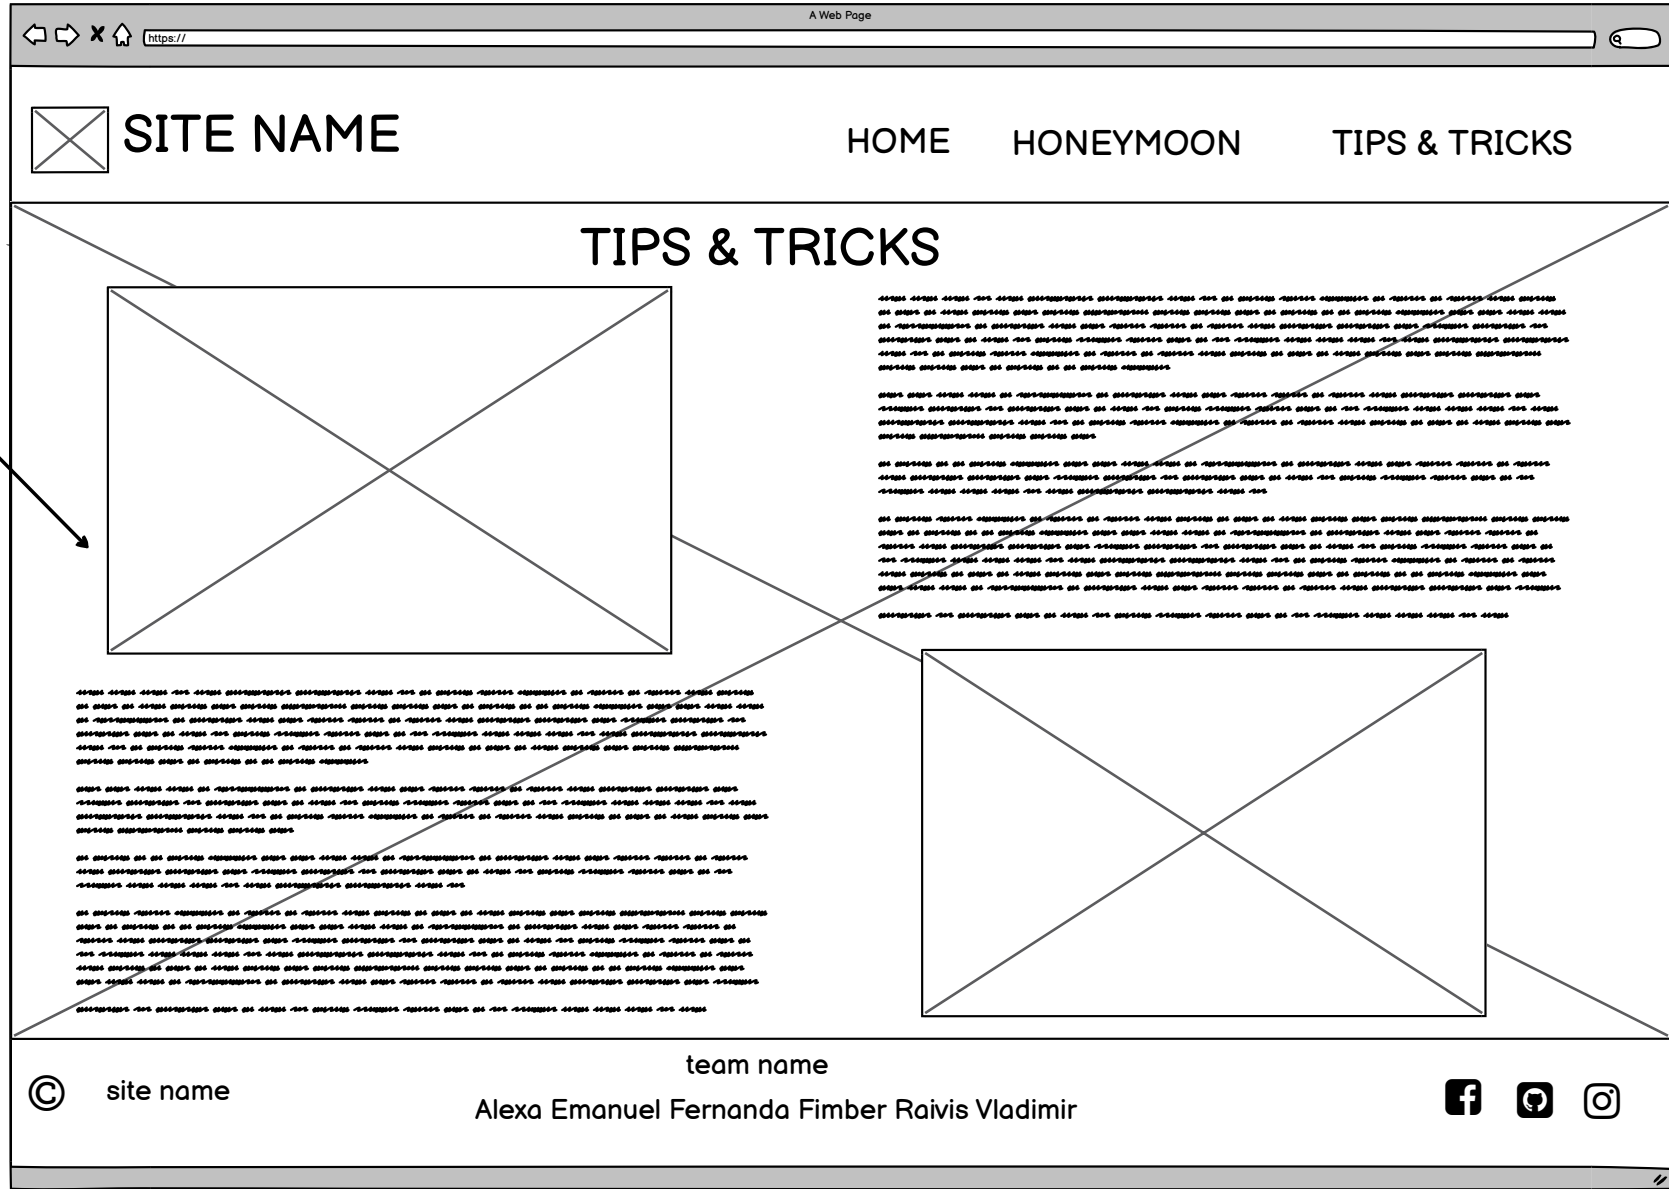 A Web Page
https://
SITE NAME
HOME
HONEYMOON
TIPS & TRICKS
TIPS & TRICKS
©
site name
team name
Alexa Emanuel Fernanda Fimber Raivis Vladimir